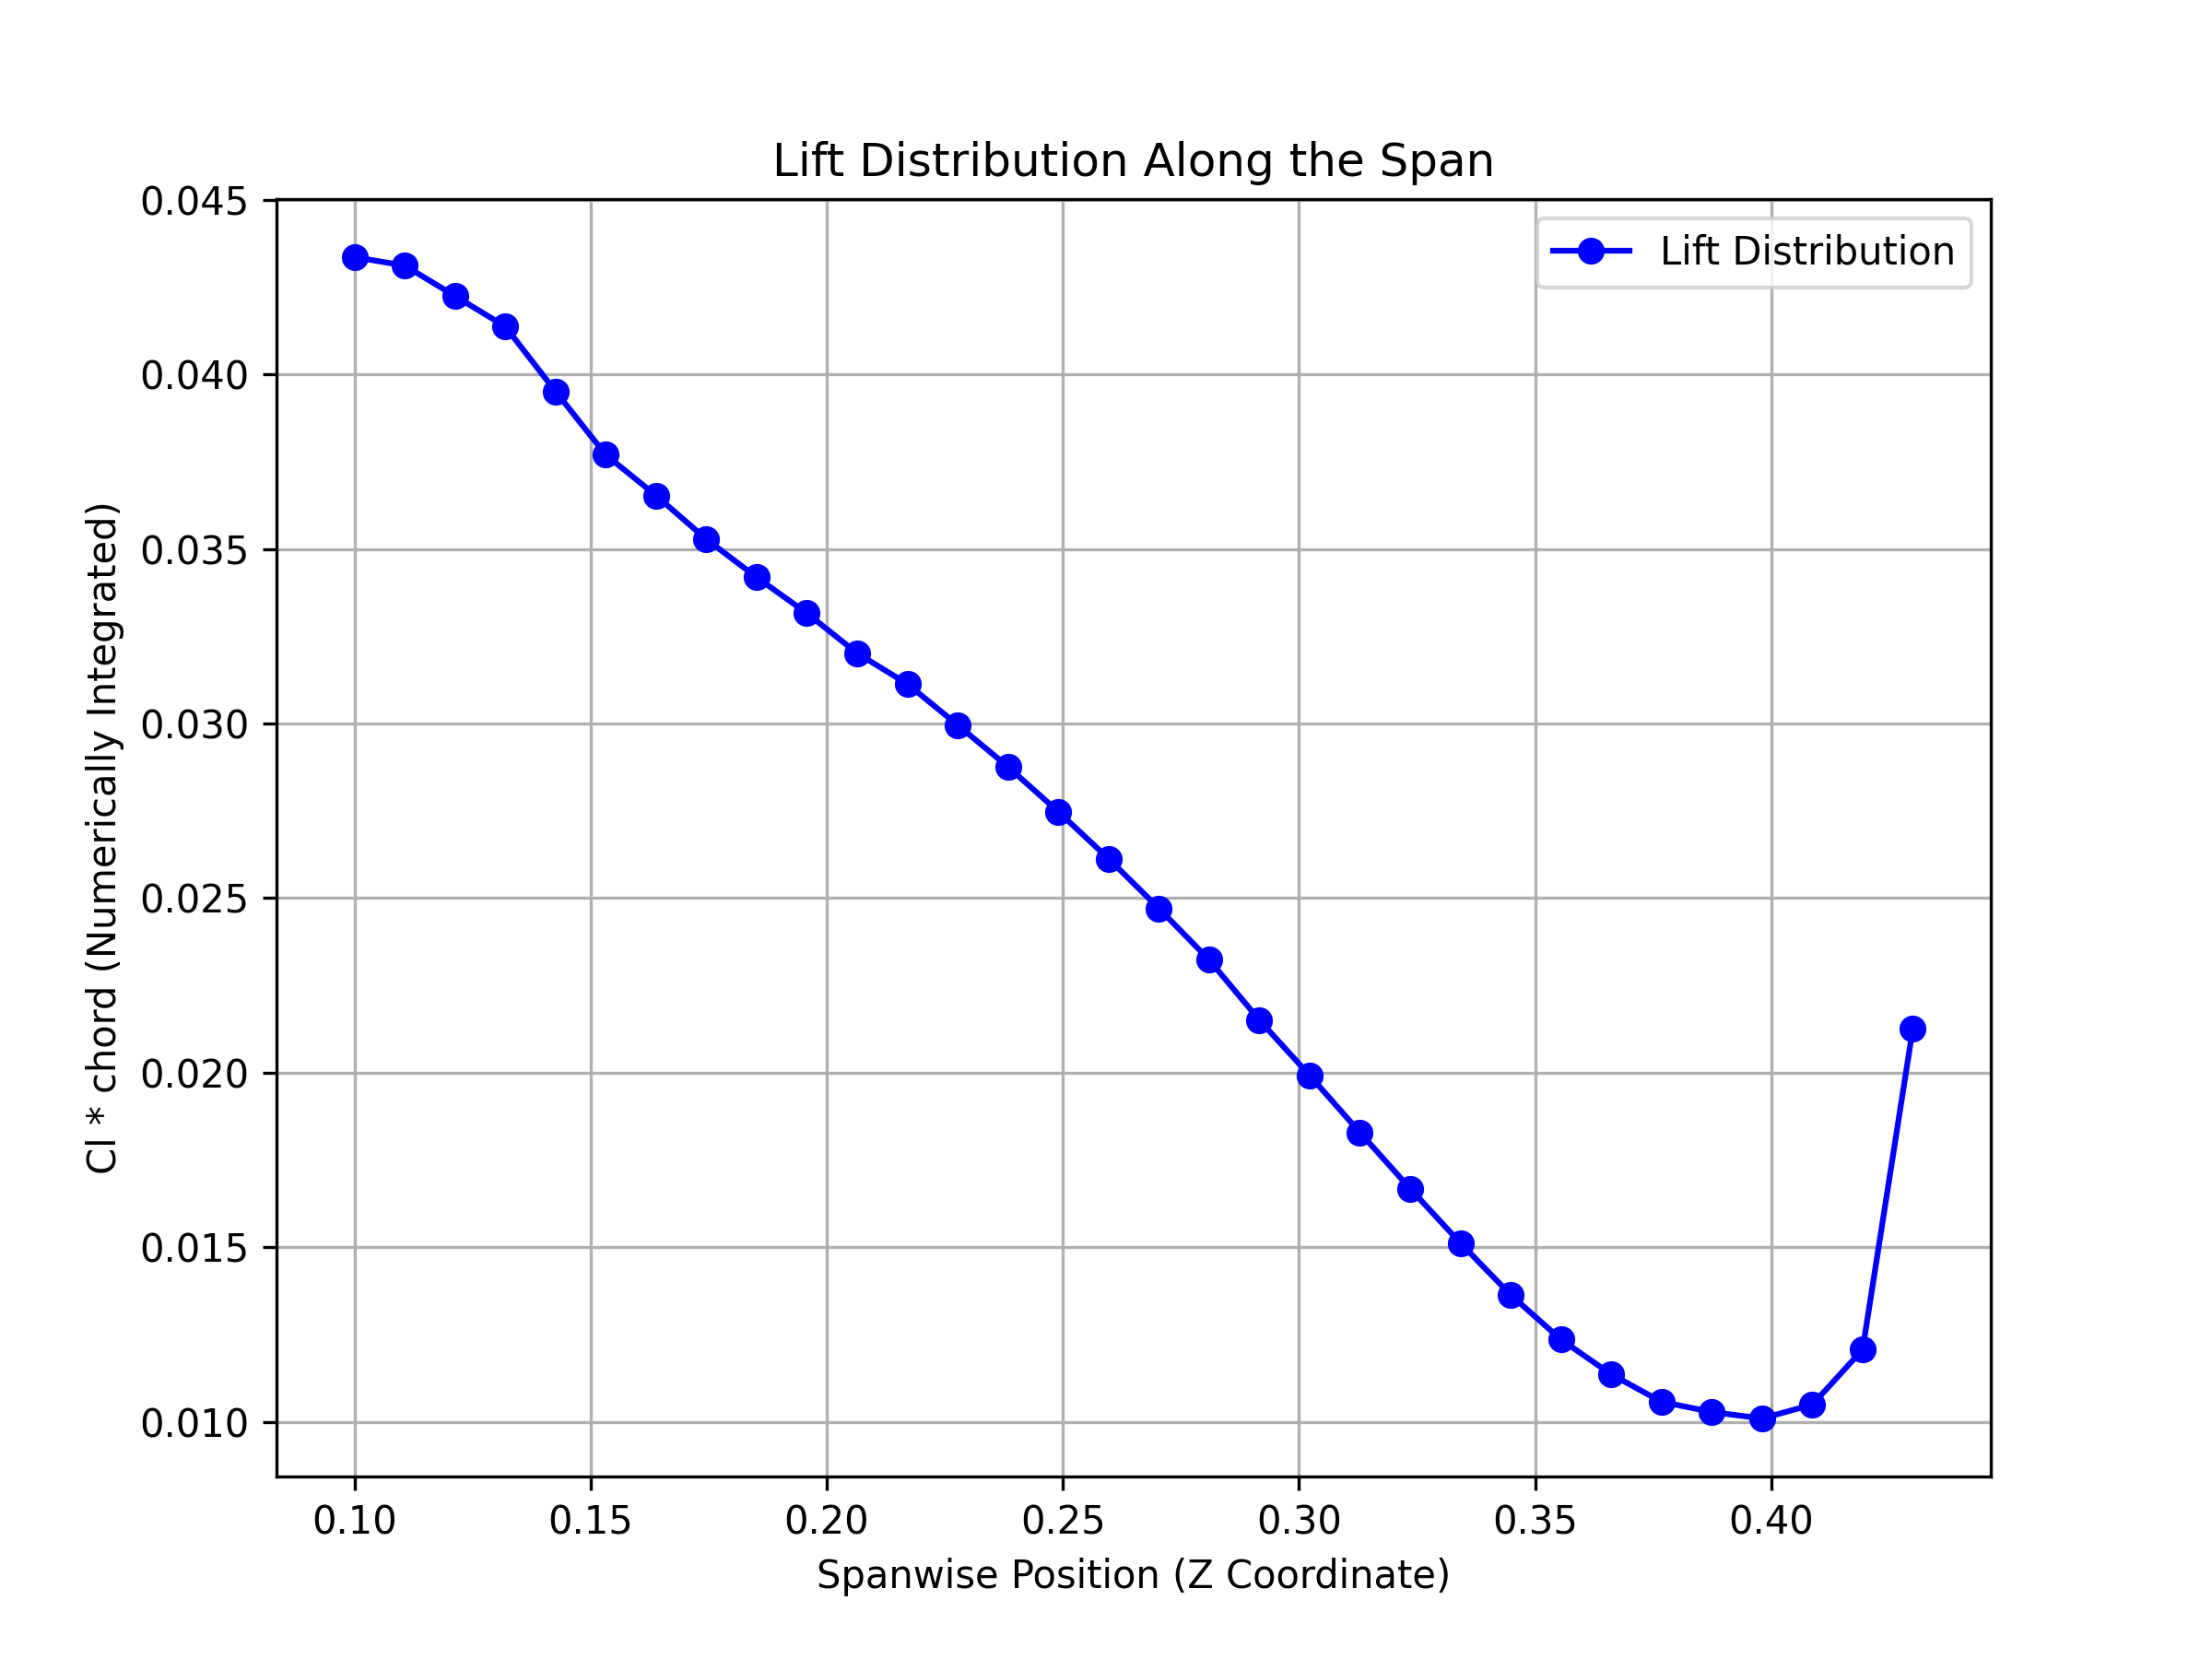 Lift Distribution Along the Span
Lift Distribution
0.045
0.040
0.035
0.030
0.025
0.020
0.015
0.010
Cl * chord (Numerically Integrated)
0.10 0.15 0.20 0.25 0.30 0.35 0.40
Spanwise Position (Z Coordinate)